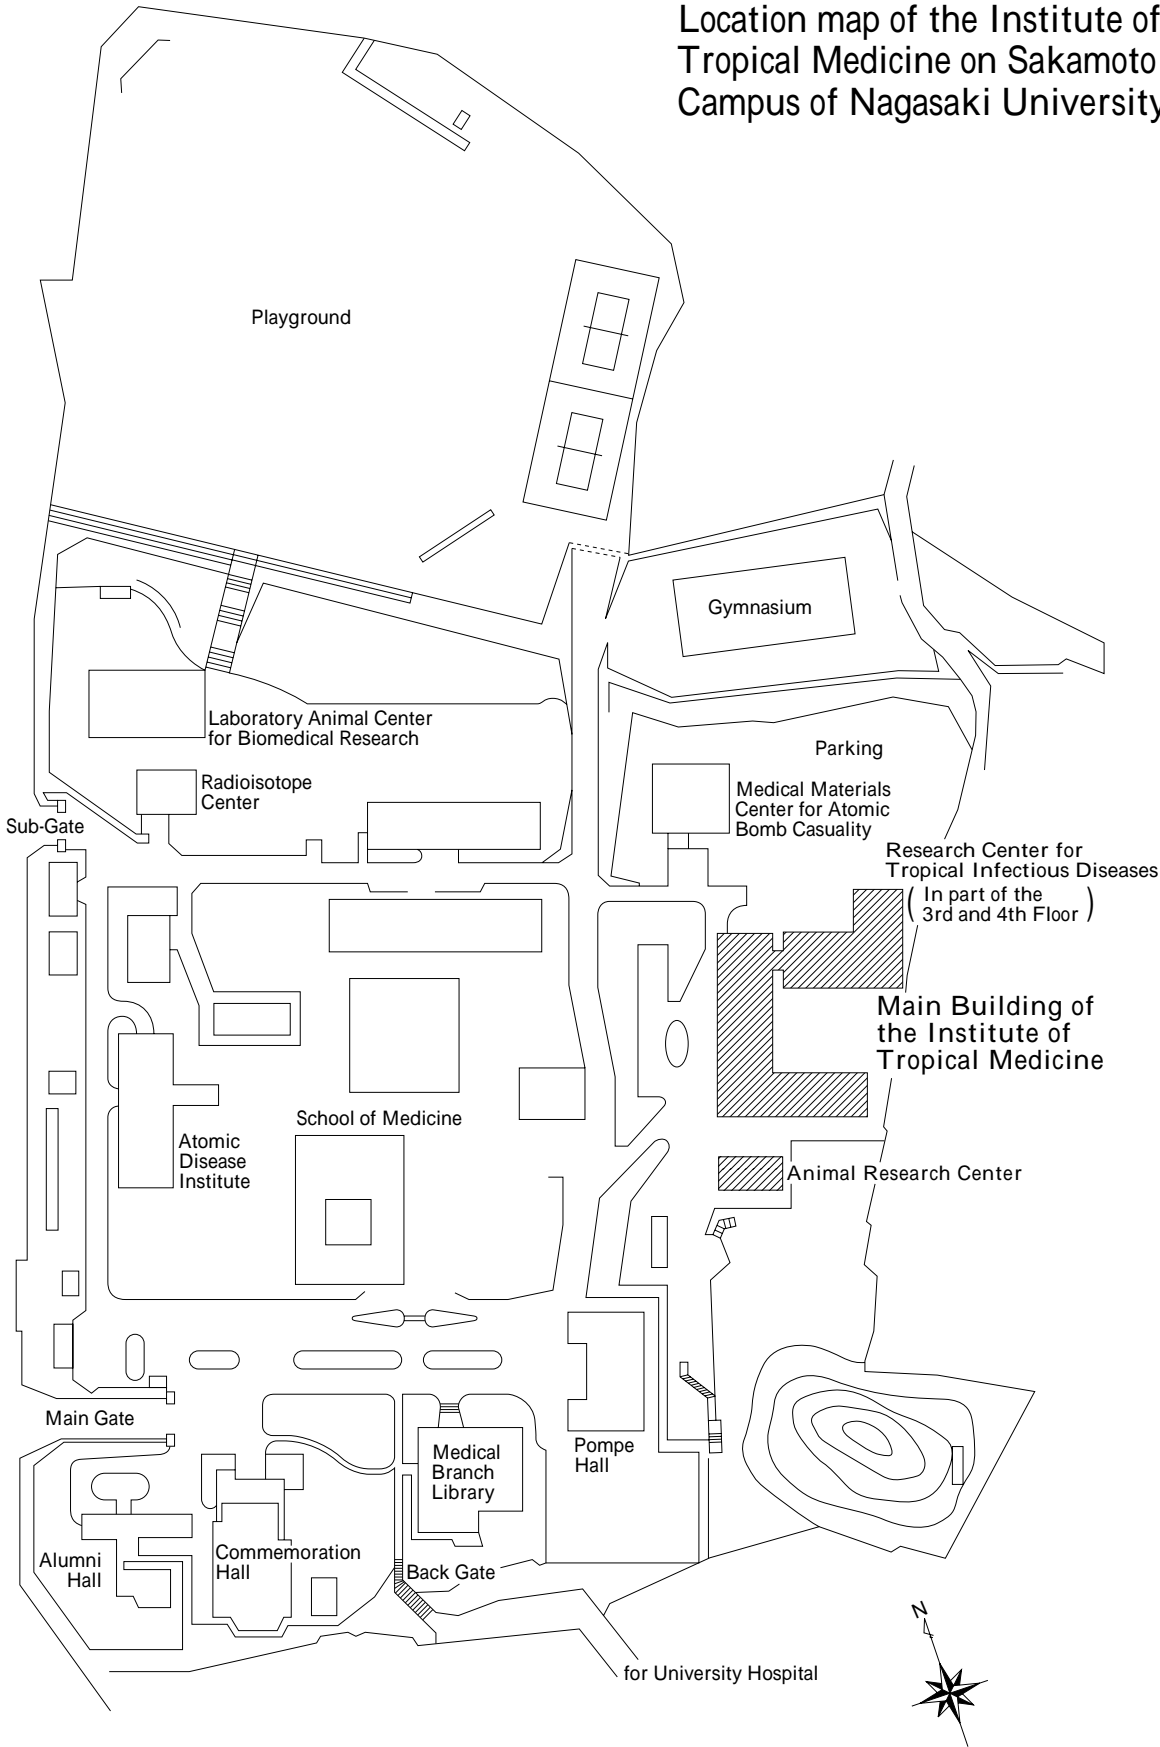 Location map of the Institute of
Tropical Medicine on Sakamoto
Campus of Nagasaki University
Playground
Gymnasium
Laboratory Animal Center
for Biomedical Research
Parking
Radioisotope
Center
Medical Materials
Center for Atomic
Bomb Casuality
Sub-Gate
Research Center for
Tropical Infectious Diseases
( In part of the
3rd and 4th Floor )
Main Building of
the Institute of
Tropical Medicine
School of Medicine
Atomic
Disease
Institute
Animal Research Center
Main Gate
Medical
Branch
Library
Pompe
Hall
Alumni
Hall
Commemoration
Hall
Back Gate
N
for University Hospital